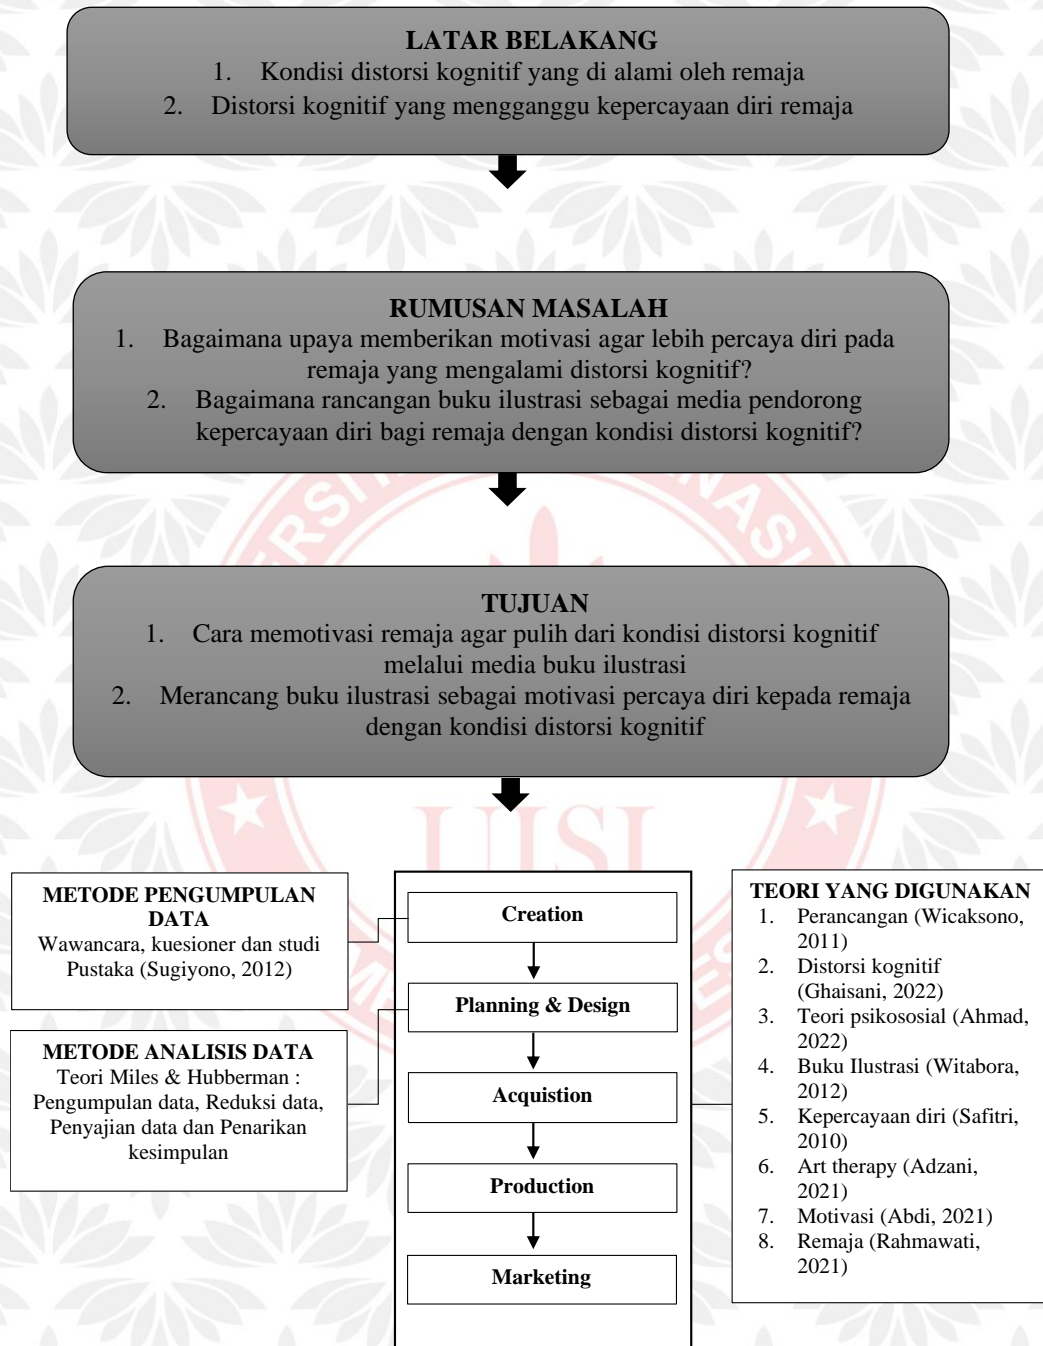 LATAR BELAKANG
1. Kondisi distorsi kognitif yang di alami oleh remaja
2. Distorsi kognitif yang mengganggu kepercayaan diri remaja
RUMUSAN MASALAH
1. Bagaimana upaya memberikan motivasi agar lebih percaya diri pada
remaja yang mengalami distorsi kognitif?
2. Bagaimana rancangan buku ilustrasi sebagai media pendorong
kepercayaan diri bagi remaja dengan kondisi distorsi kognitif?
TUJUAN
1. Cara memotivasi remaja agar pulih dari kondisi distorsi kognitif
melalui media buku ilustrasi
2. Merancang buku ilustrasi sebagai motivasi percaya diri kepada remaja
dengan kondisi distorsi kognitif
UISI
METODE PENGUMPULAN
DATA
Wawancara, kuesioner dan studi
Pustaka (Sugiyono, 2012)
METODE ANALISIS DATA
Teori Miles & Hubberman :
Pengumpulan data, Reduksi data,
Penyajian data dan Penarikan
kesimpulan
Creation
Planning & Design
Acquistion
Production
Marketing
TEORI YANG DIGUNAKAN
1. Perancangan (Wicaksono,
2011)
2. Distorsi kognitif
(Ghaisani, 2022)
3. Teori psikososial (Ahmad,
2022)
4. Buku Ilustrasi (Witabora,
2012)
5. Kepercayaan diri (Safitri,
2010)
6. Art therapy (Adzani,
2021)
7. Motivasi (Abdi, 2021)
8. Remaja (Rahmawati,
2021)